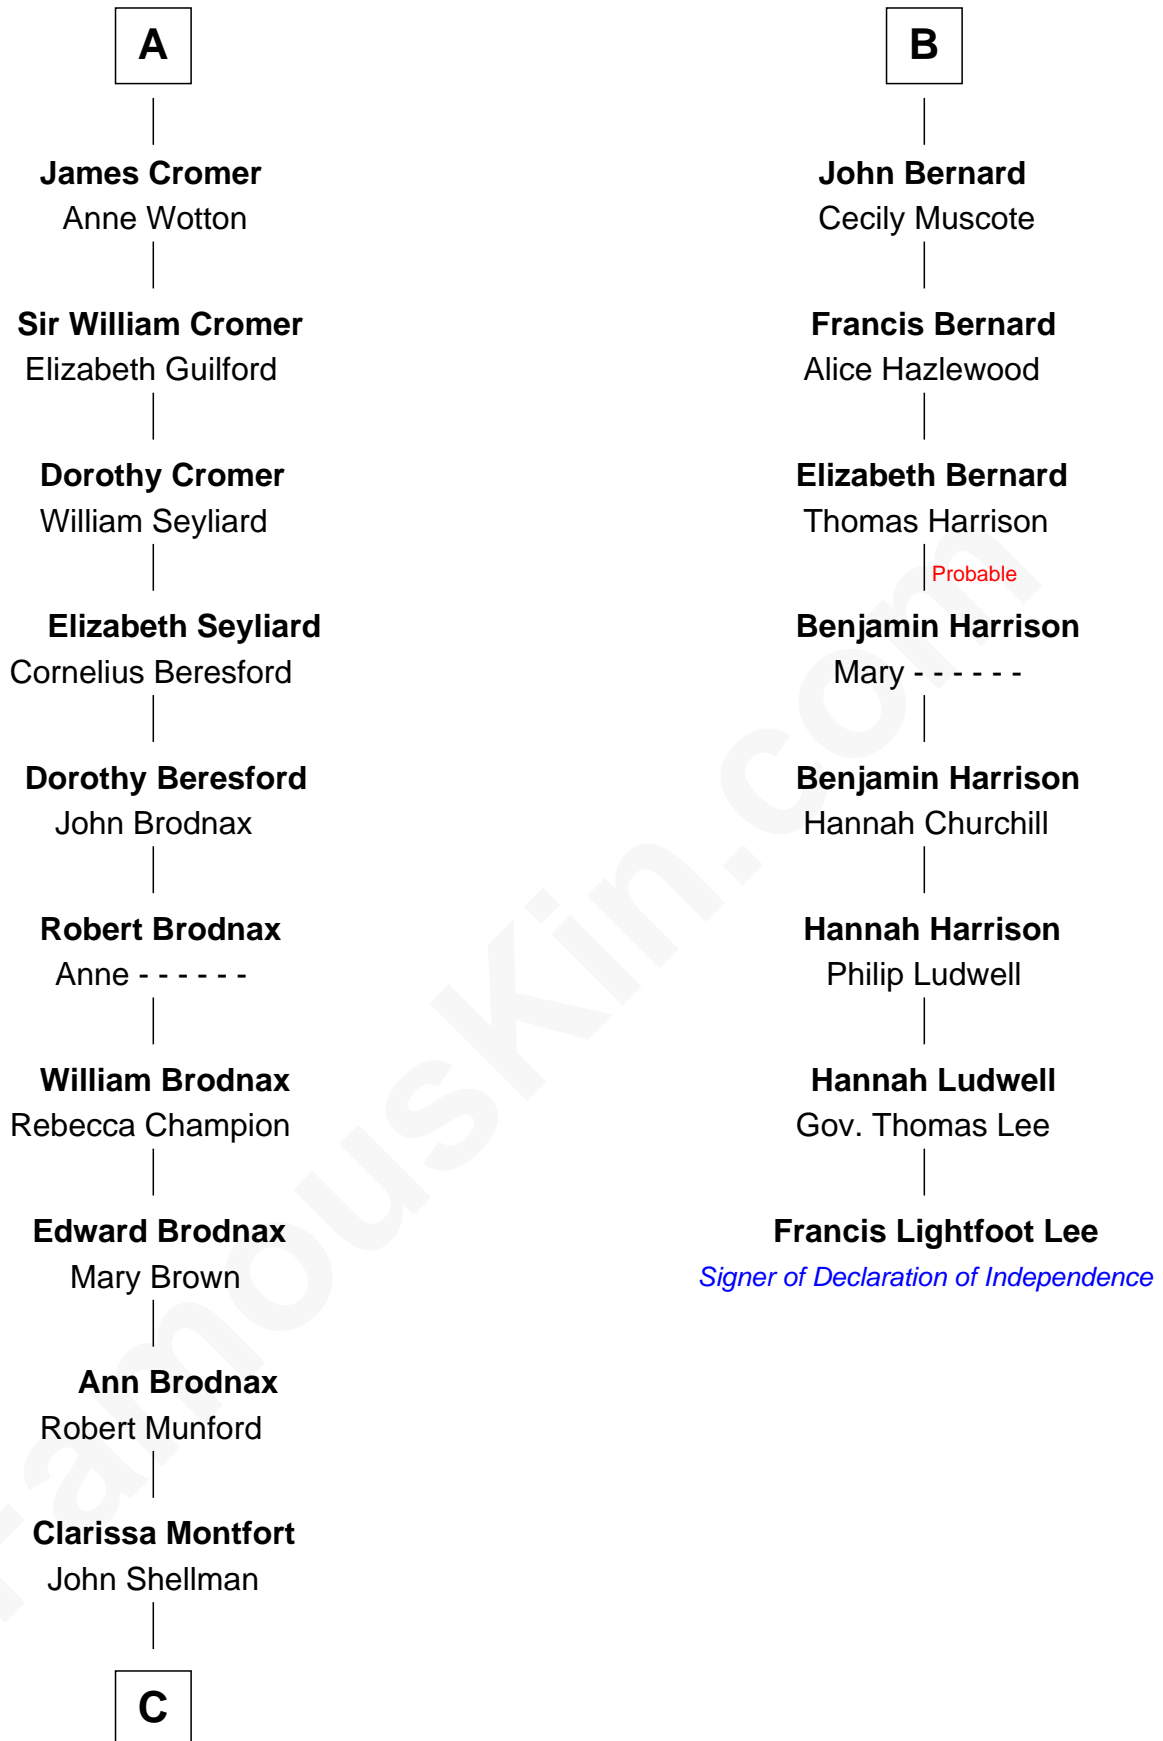 A
James Cromer
Anne Wotton
Sir William Cromer
Elizabeth Guilford
Dorothy Cromer
William Seyliard
Elizabeth Seyliard
Cornelius Beresford
Dorothy Beresford
John Brodnax
Robert Brodnax
Anne - - - - - -
William Brodnax
Rebecca Champion
Edward Brodnax
Mary Brown
Ann Brodnax
Robert Munford
Clarissa Montfort
John Shellman
C
B
John Bernard
Cecily Muscote
Francis Bernard
Alice Hazlewood
Elizabeth Bernard
Thomas Harrison
Probable
Benjamin Harrison
Mary - - - - - -
Benjamin Harrison
Hannah Churchill
Hannah Harrison
Philip Ludwell
Hannah Ludwell
Gov. Thomas Lee
Francis Lightfoot Lee
Signer of Declaration of Independence
FamousKin.com